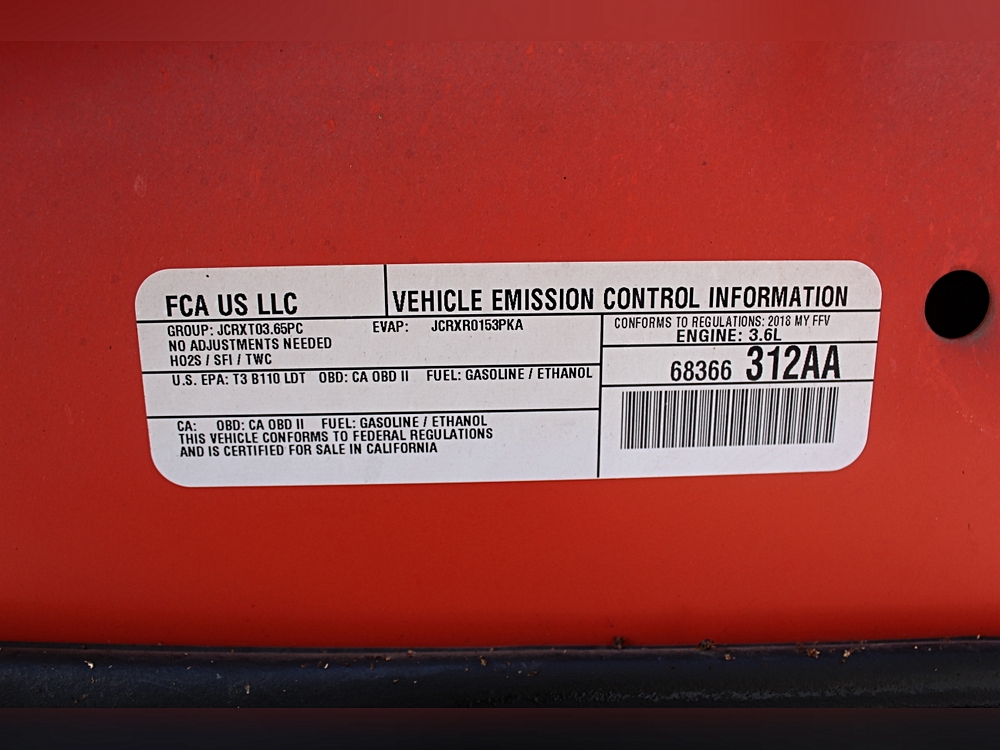 FCA US LLC
VEHICLE EMISSION CONTROL INFORMATION
GROUP: JCRXT03.65PC EVAP: JCRXR0153PKA
NO ADJUSTMENTS NEEDED
HO2S / SFI / TWC
CONFORMS TO REGULATIONS: 2018 MY FFV
ENGINE: 3.6L
U.S. EPA: T3 B110 LDT OBD: CA OBD II FUEL: GASOLINE / ETHANOL
68366 312AA
CA: OBD: CA OBD II FUEL: GASOLINE / ETHANOL
THIS VEHICLE CONFORMS TO FEDERAL REGULATIONS
AND IS CERTIFIED FOR SALE IN CALIFORNIA